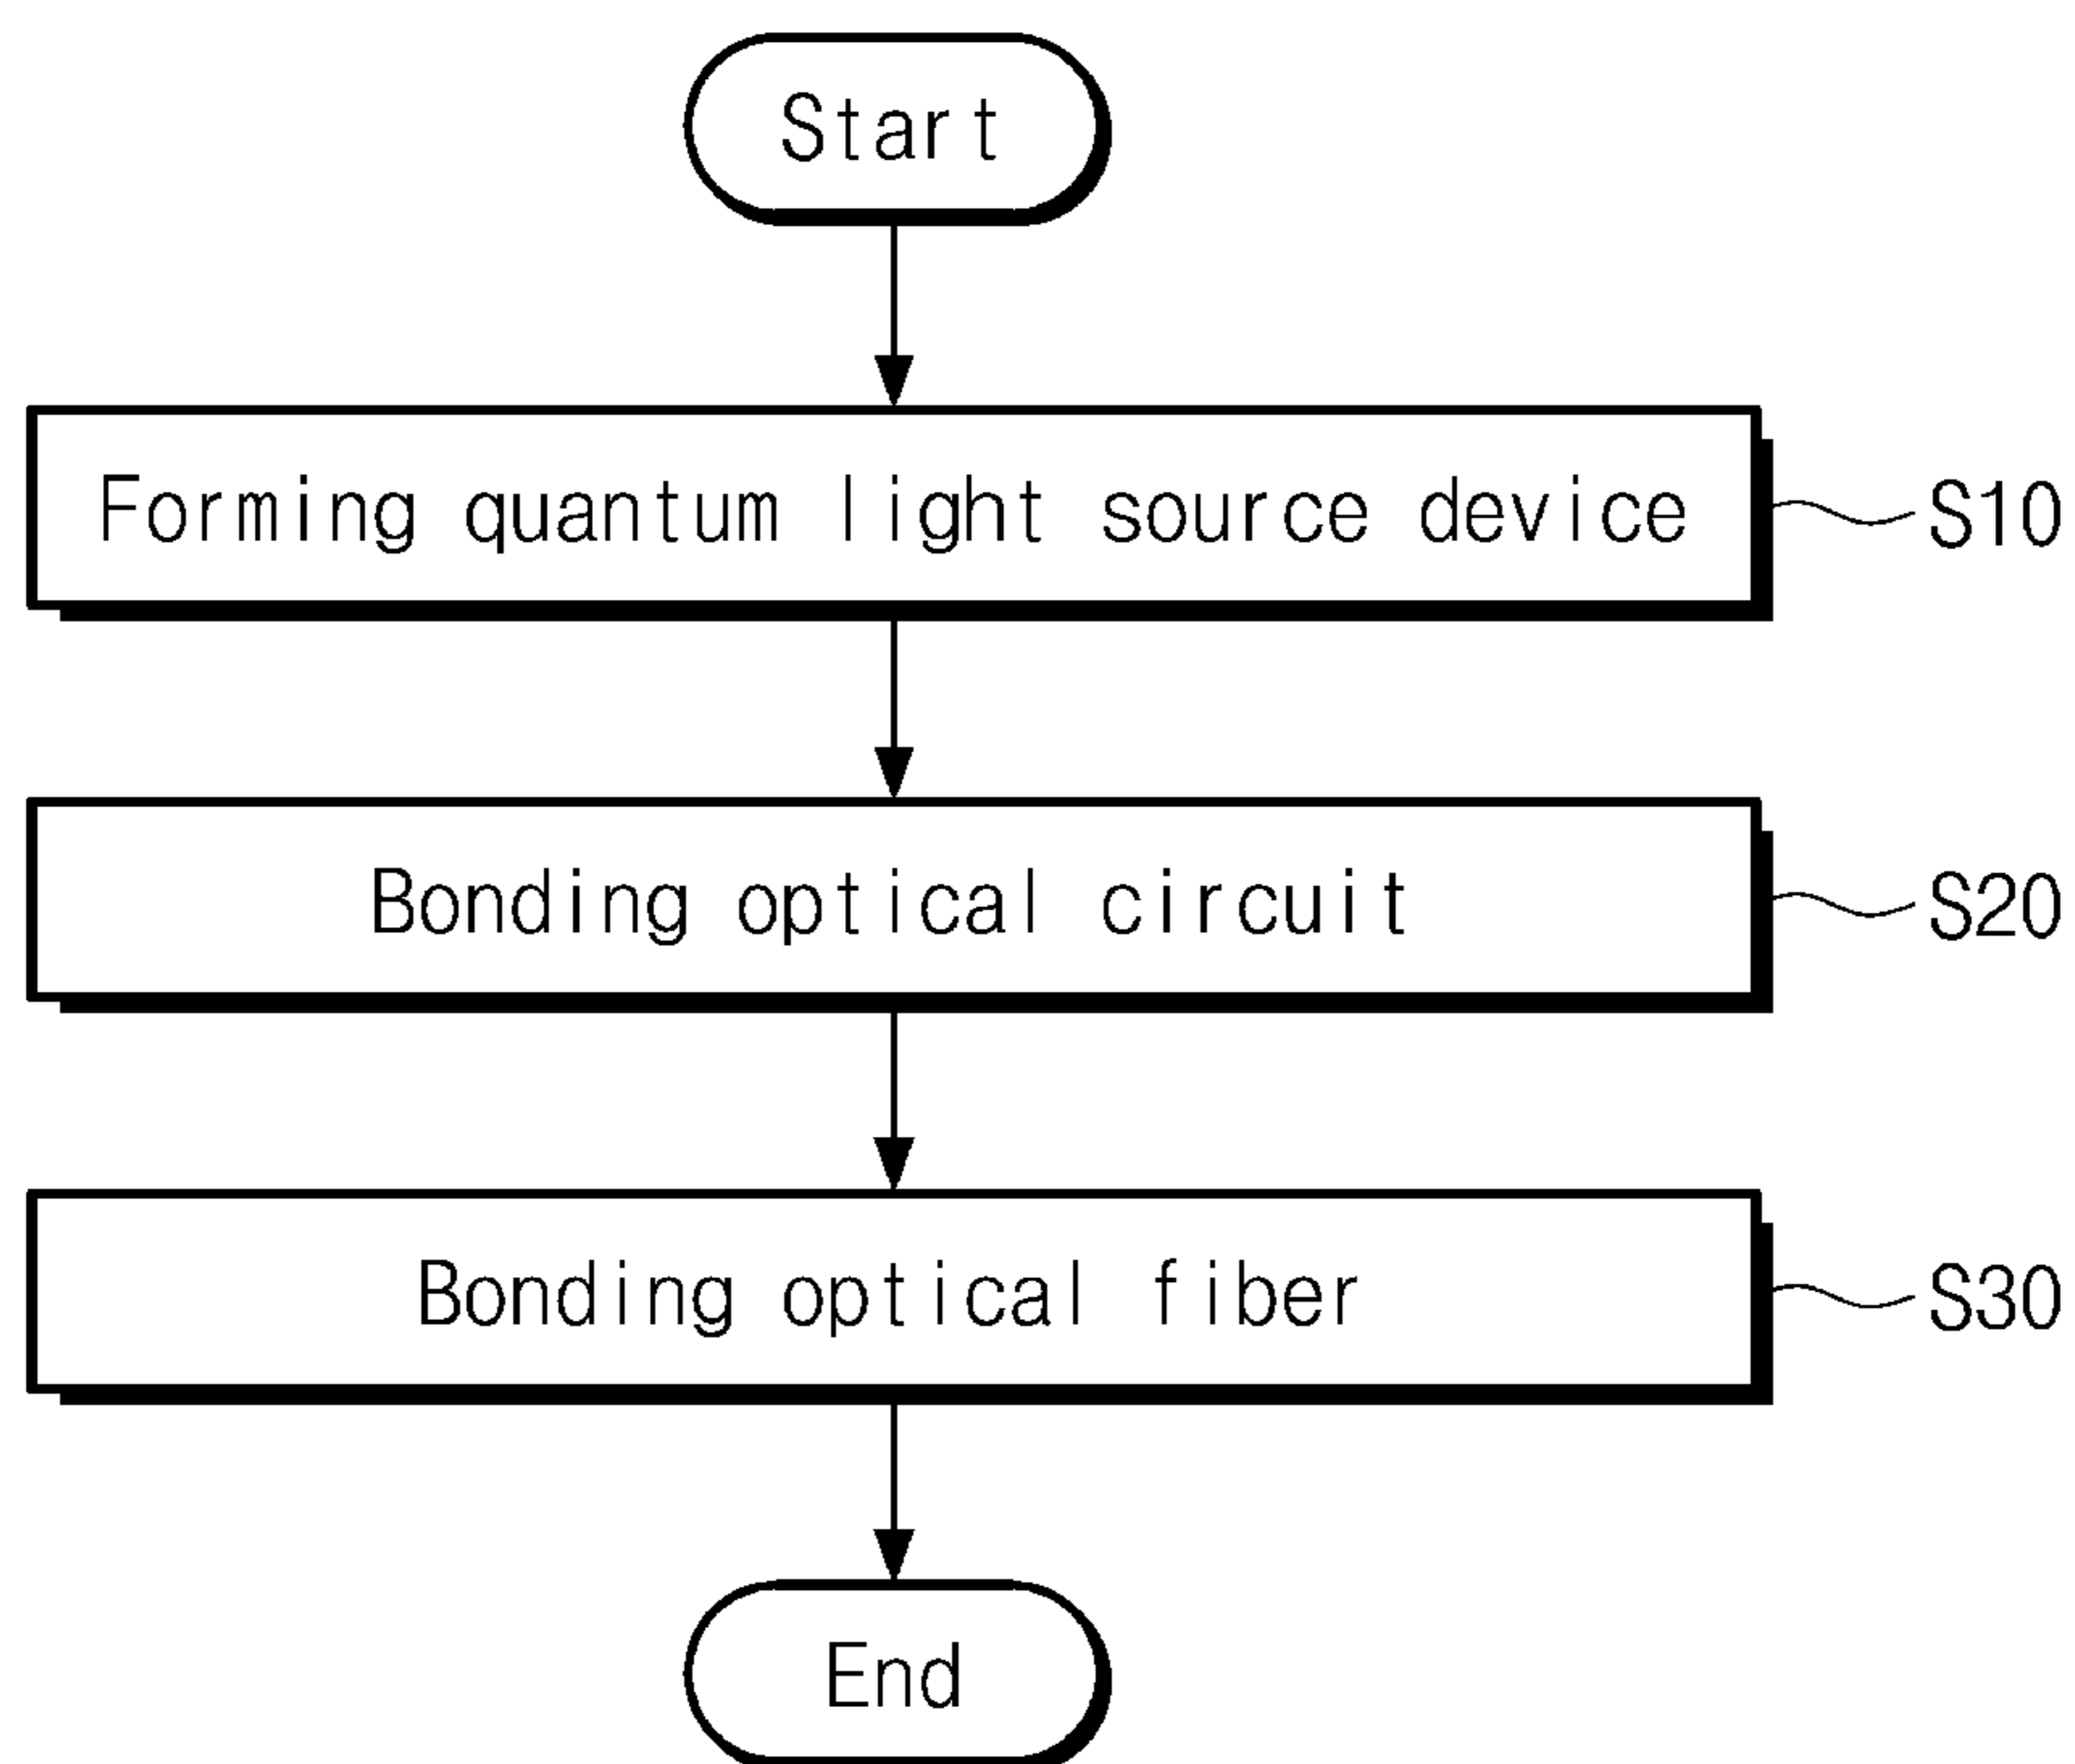 Start
Forming quantum light source device S10
Bonding optical circuit S20
Bonding optical fiber S30
End